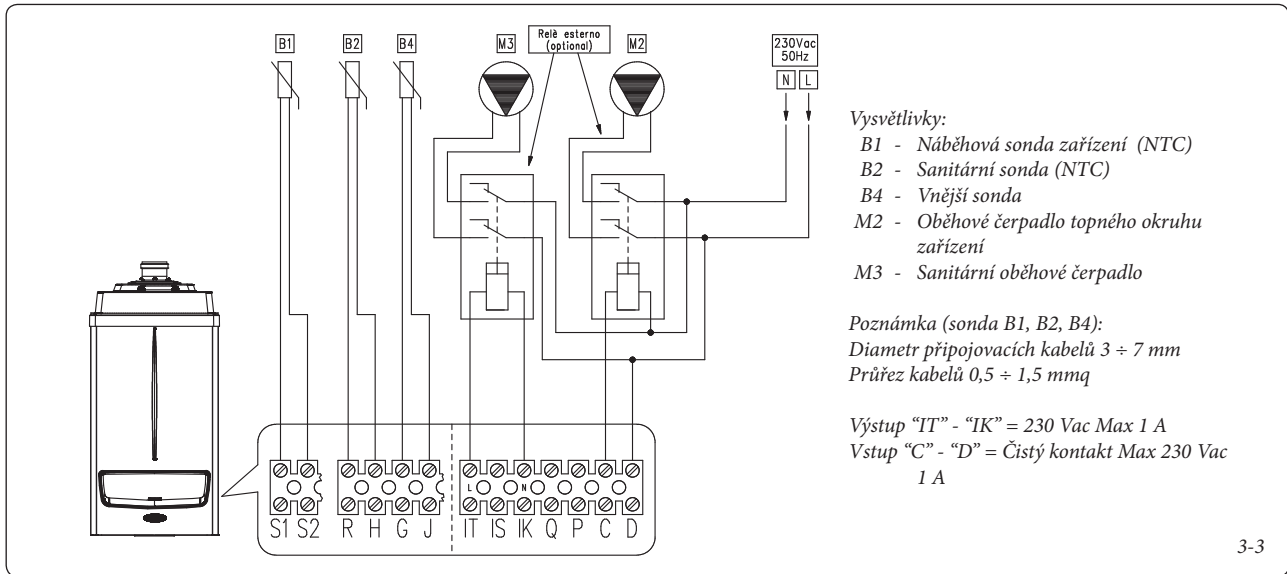 B1
B2
B4
M3
Relè esterno
(optional)
M2
230Vac
50Hz
N
L
Vysvětlivky:
B1 - Náběhová sonda zařízení (NTC)
B2 - Sanitární sonda (NTC)
B4 - Vnější sonda
M2 - Oběhové čerpadlo topného okruhu
zařízení
M3 - Sanitární oběhové čerpadlo
Poznámka (sonda B1, B2, B4):
Diametr připojovacích kabelů 3 ÷ 7 mm
Průřez kabelů 0,5 ÷ 1,5 mmq
Výstup “IT” - “IK” = 230 Vac Max 1 A
Vstup “C” - “D” = Čistý kontakt Max 230 Vac
1 A
L
N
S1 S2 R H G J IT IS IK Q P C D
3-3